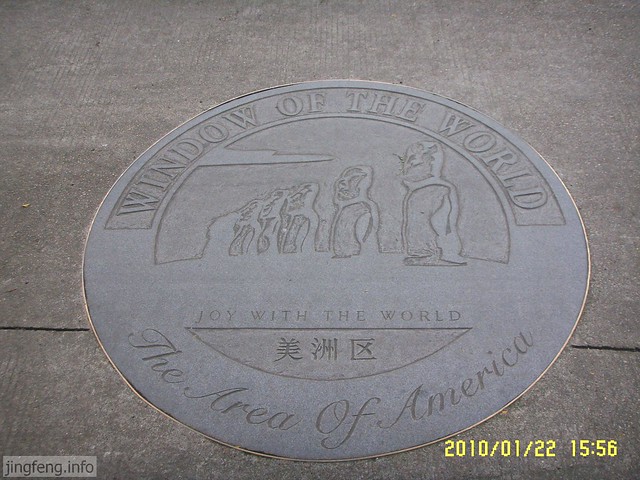 WINDOW OF THE WORLD
JOY WITH THE WORLD
美洲区
The Area Of America
2010/01/22 15:56
jingfeng.info